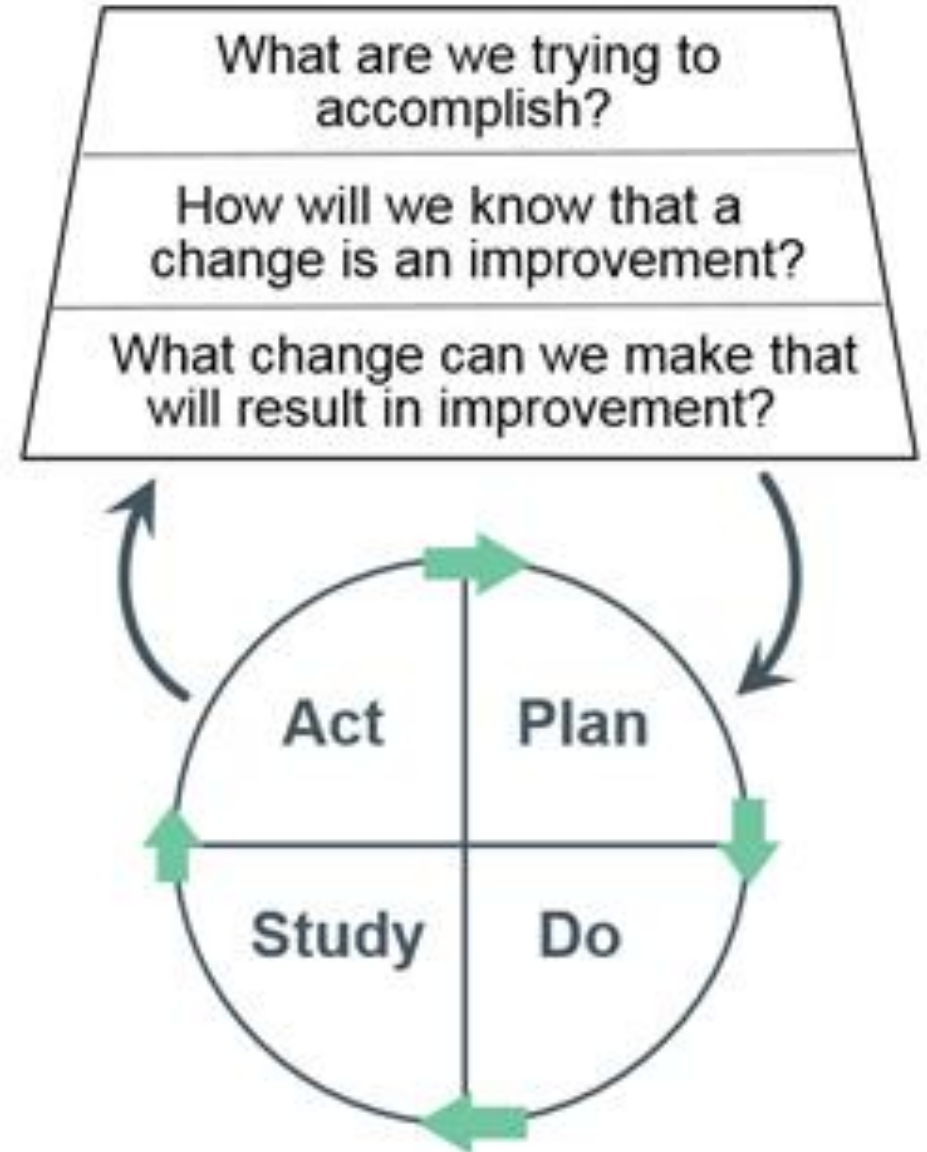 What are we trying to
accomplish?
How will we know that a
change is an improvement?
What change can we make that
will result in improvement?
Act
Plan
Study
Do